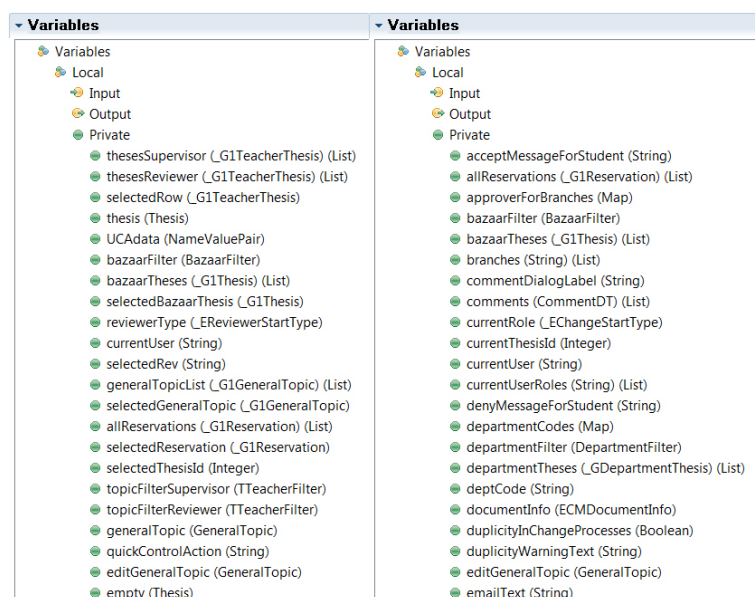 Variables
Variables
Local
Input
Output
Private
thesesSupervisor (_G1TeacherThesis) (List)
thesesReviewer (_G1TeacherThesis) (List)
selectedRow (_G1TeacherThesis)
thesis (Thesis)
UCAdata (NameValuePair)
bazaarFilter (BazaarFilter)
bazaarTheses (_G1Thesis) (List)
selectedBazaarThesis (_G1Thesis)
reviewerType (_EReviewerStartType)
currentUser (String)
selectedRev (String)
generalTopicList (_G1GeneralTopic) (List)
selectedGeneralTopic (_G1GeneralTopic)
allReservations (_G1Reservation) (List)
selectedReservation (_G1Reservation)
selectedThesisId (Integer)
topicFilterSupervisor (TTeacherFilter)
topicFilterReviewer (TTeacherFilter)
generalTopic (GeneralTopic)
quickControlAction (String)
editGeneralTopic (GeneralTopic)
empty (Thesis)
Variables
Variables
Local
Input
Output
Private
acceptMessageForStudent (String)
allReservations (_G1Reservation) (List)
approverForBranches (Map)
bazaarFilter (BazaarFilter)
bazaarTheses (_G1Thesis) (List)
branches (String) (List)
commentDialogLabel (String)
comments (CommentDT) (List)
currentRole (_EChangeStartType)
currentThesisId (Integer)
currentUser (String)
currentUserRoles (String) (List)
denyMessageForStudent (String)
departmentCodes (Map)
departmentFilter (DepartmentFilter)
departmentTheses (_GDepartmentThesis) (List)
deptCode (String)
documentInfo (ECMDocumentInfo)
duplicityInChangeProcesses (Boolean)
duplicityWarningText (String)
editGeneralTopic (GeneralTopic)
emailText (String)